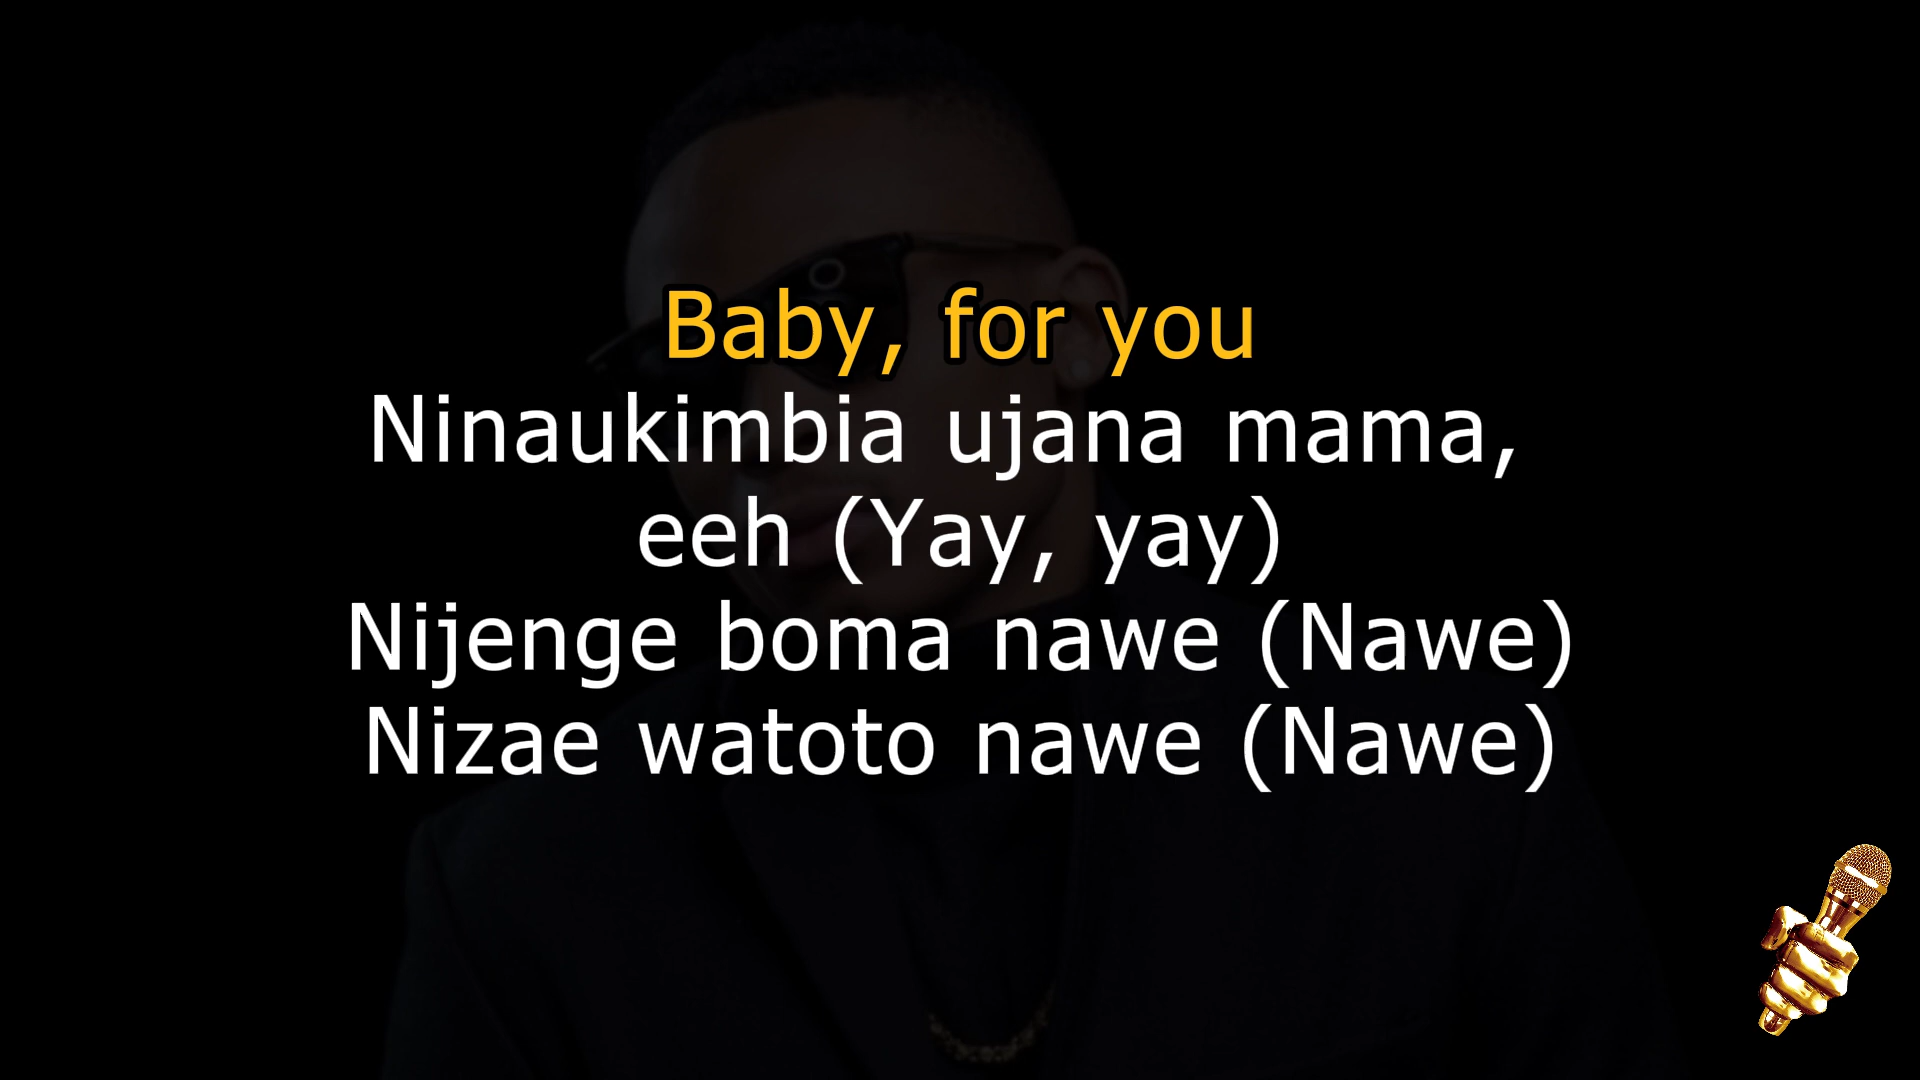 Baby, for you
Ninaukimbia ujana mama,
eeh (Yay, yay)
Nijenge boma nawe (Nawe)
Nizae watoto nawe (Nawe)